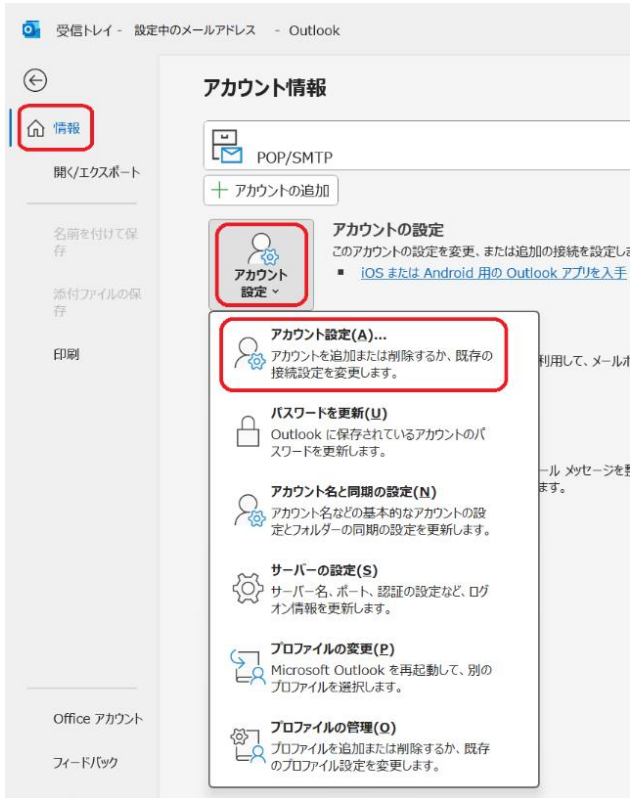 受信トレイ - 設定中のメールアドレス - Outlook
情報
開く/エクスポート
名前を付けて保
存
添付ファイルの保
存
印刷
Office アカウント
フィードバック
アカウント情報
POP/SMTP
アカウントの追加
アカウント
設定
アカウントの設定
このアカウントの設定を変更、または追加の接続を設定しま
iOS または Android 用の Outlook アプリを入手
アカウント設定(A)...
アカウントを追加または削除するか、既存の
接続設定を変更します。
利用して、メールボ
パスワードを更新(U)
Outlook に保存されているアカウントのパ
スワードを更新します。
ール メッセージを整
ます。
アカウント名と同期の設定(N)
アカウント名などの基本的なアカウントの設
定とフォルダーの同期の設定を更新します。
サーバーの設定(S)
サーバー名、ポート、認証の設定など、ログ
オン情報を更新します。
プロファイルの変更(P)
Microsoft Outlook を再起動して、別の
プロファイルを選択します。
プロファイルの管理(O)
プロファイルを追加または削除するか、既存
のプロファイル設定を変更します。